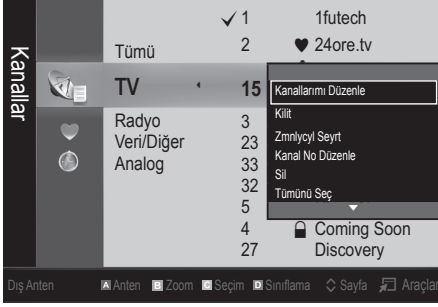 Kanallar
1 1futech
Tümü 2 24ore.tv
TV 15
Kanallarımı Düzenle
Kilit
Zmnlycyl Seyrt
Kanal No Düzenle
Sil
Tümünü Seç
Radyo 3
Veri/Diğer 23
Analog 33
32
5
4 Coming Soon
27 Discovery
Dış Anten A Anten B Zoom C Seçim D Sınıflama Sayfa Araçlar